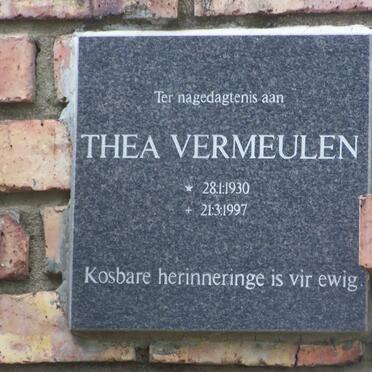 Ter nagedagtenis aan
THEA VERMEULEN
* 28:1:1930
+ 21:3:1997
Kosbare herinneringe is vir ewig